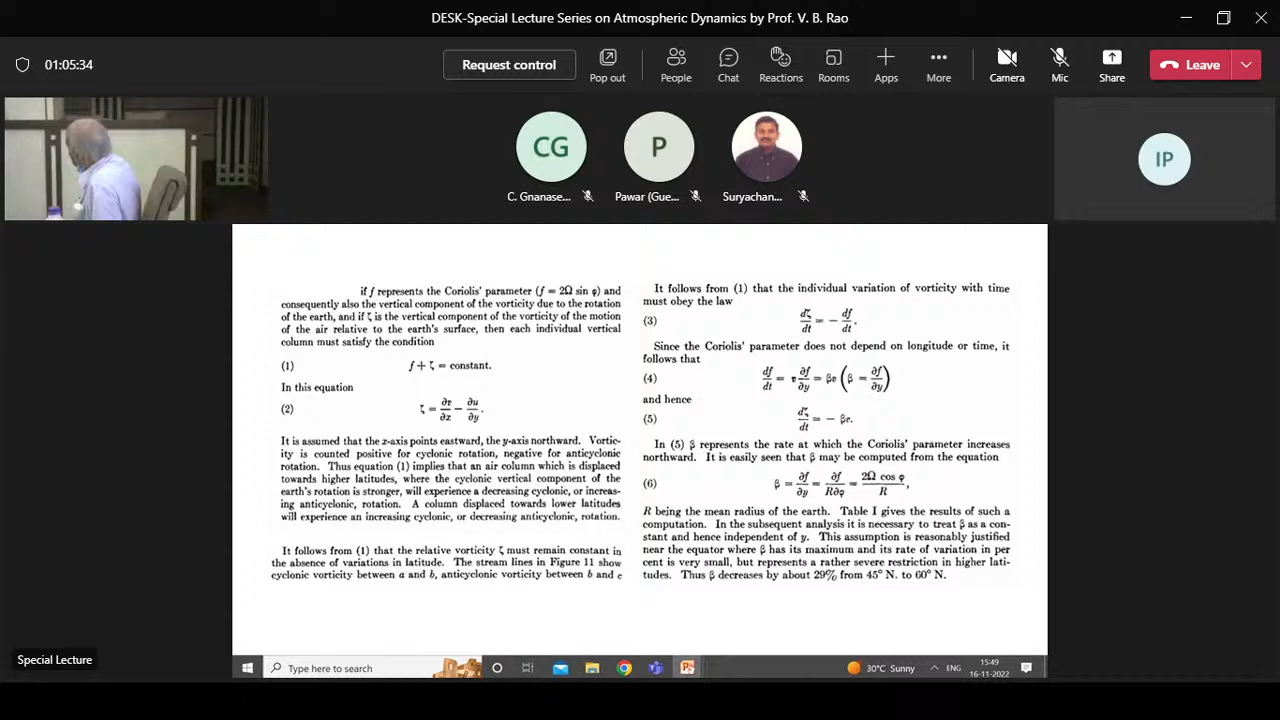 DESK-Special Lecture Series on Atmospheric Dynamics by Prof. V. B. Rao
01:05:34
Request control
Pop out
People
Chat
Reactions
Rooms
Apps
More
Camera
Mic
Share
Leave
CG
P
IP
C. Gnanase...
Pawar (Gue...
Suryachan...
if f represents the Coriolis' parameter (f = 2Ω sin φ) and
consequently also the vertical component of the vorticity due to the rotation
of the earth, and if ζ is the vertical component of the vorticity of the motion
of the air relative to the earth's surface, then each individual vertical
column must satisfy the condition
(1) f + ζ = constant.
In this equation
(2) ζ = ∂v/∂x − ∂u/∂y.
It is assumed that the x-axis points eastward, the y-axis northward. Vortic-
ity is counted positive for cyclonic rotation, negative for anticyclonic
rotation. Thus equation (1) implies that an air column which is displaced
towards higher latitudes, where the cyclonic vertical component of the
earth's rotation is stronger, will experience a decreasing cyclonic, or increas-
ing anticyclonic, rotation. A column displaced towards lower latitudes
will experience an increasing cyclonic, or decreasing anticyclonic, rotation.
It follows from (1) that the relative vorticity ζ must remain constant in
the absence of variations in latitude. The stream lines in Figure 11 show
cyclonic vorticity between a and b, anticyclonic vorticity between b and c
It follows from (1) that the individual variation of vorticity with time
must obey the law
(3) dζ/dt = − df/dt.
Since the Coriolis' parameter does not depend on longitude or time, it
follows that
(4) df/dt = v ∂f/∂y = βv (β = ∂f/∂y)
and hence
(5) dζ/dt = − βv.
In (5) β represents the rate at which the Coriolis' parameter increases
northward. It is easily seen that β may be computed from the equation
(6) β = ∂f/∂y = ∂f/R∂φ = 2Ω cos φ/R,
R being the mean radius of the earth. Table I gives the results of such a
computation. In the subsequent analysis it is necessary to treat β as a con-
stant and hence independent of y. This assumption is reasonably justified
near the equator where β has its maximum and its rate of variation in per
cent is very small, but represents a rather severe restriction in higher lati-
tudes. Thus β decreases by about 29% from 45° N. to 60° N.
Special Lecture
Type here to search
30°C Sunny
ENG
15:49
16-11-2022